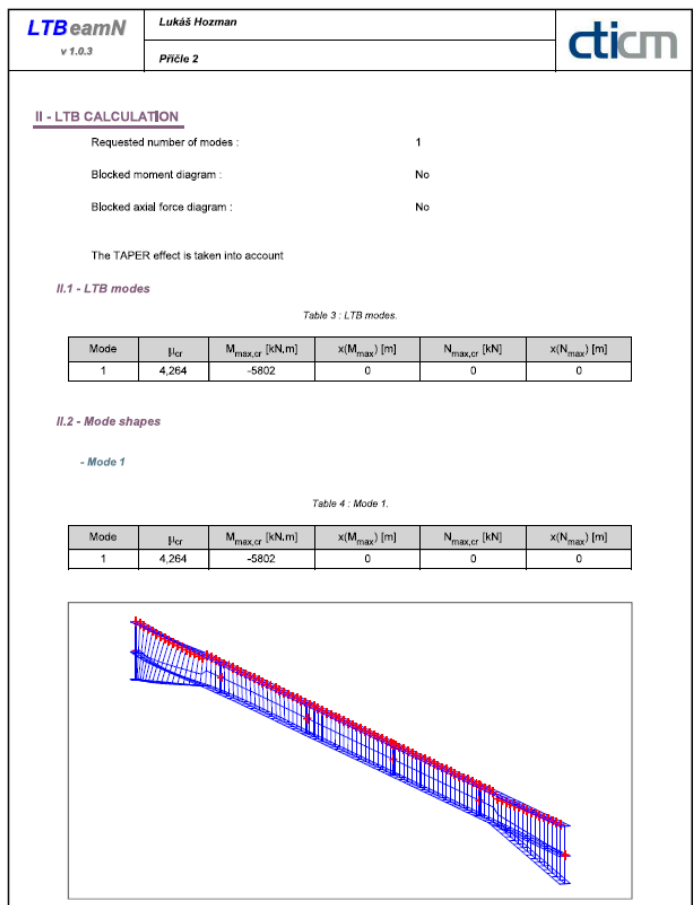 LTBeamN
v 1.0.3
Lukáš Hozman
Příčle 2
cticm
II - LTB CALCULATION
Requested number of modes : 1
Blocked moment diagram : No
Blocked axial force diagram : No
The TAPER effect is taken into account
II.1 - LTB modes
Table 3 : LTB modes.
Mode μcr Mmax,cr [kN.m] x(Mmax) [m] Nmax,cr [kN] x(Nmax) [m]
1 4,264 -5802 0 0 0
II.2 - Mode shapes
- Mode 1
Table 4 : Mode 1.
Mode μcr Mmax,cr [kN.m] x(Mmax) [m] Nmax,cr [kN] x(Nmax) [m]
1 4,264 -5802 0 0 0